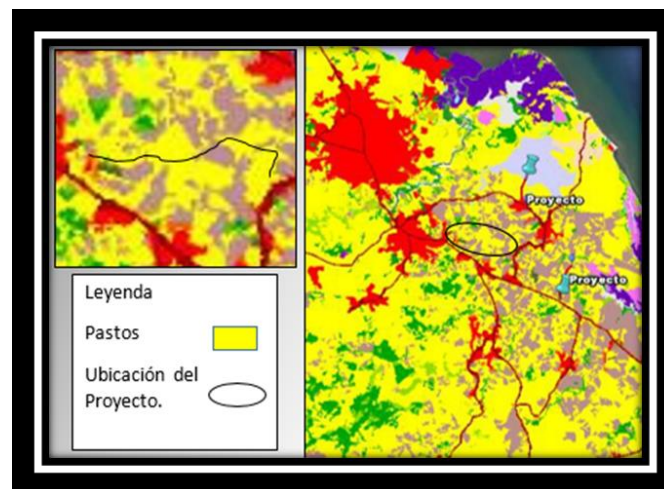 Proyecto
Proyecto
Leyenda
Pastos
Ubicación del
Proyecto.